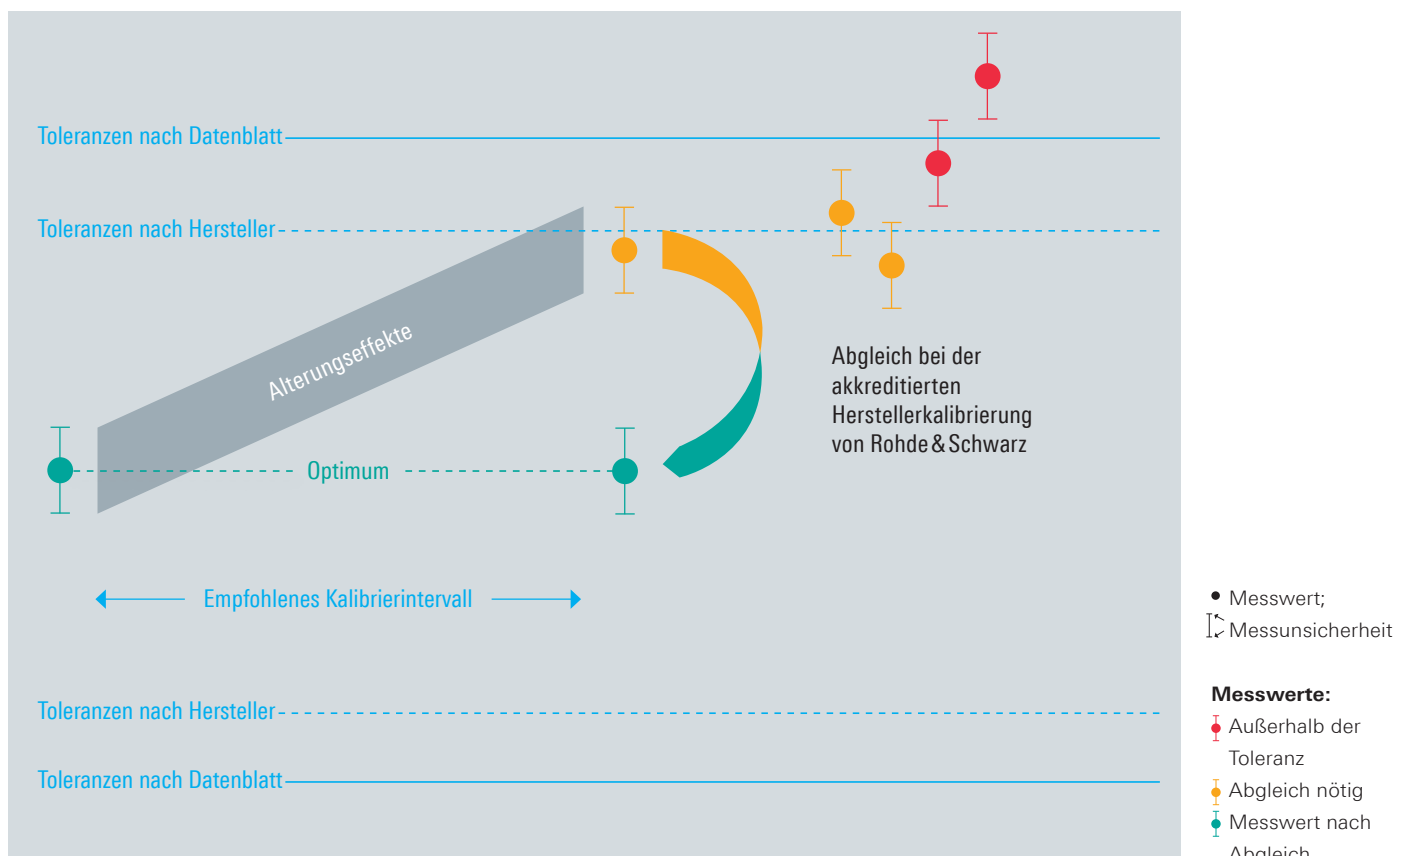 Toleranzen nach Datenblatt
Toleranzen nach Hersteller
Alterungseffekte
Abgleich bei der
akkreditierten
Herstellerkalibrierung
von Rohde & Schwarz
Optimum
Empfohlenes Kalibrierintervall
Toleranzen nach Hersteller
Toleranzen nach Datenblatt
Messwert;
Messunsicherheit
Messwerte:
Außerhalb der
Toleranz
Abgleich nötig
Messwert nach
Abgleich